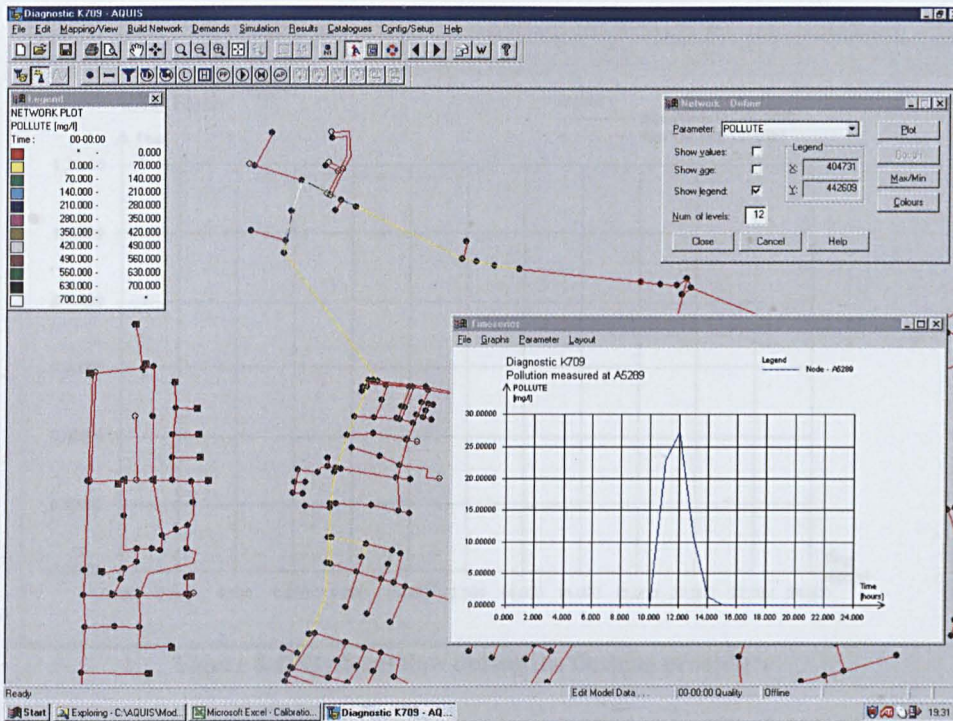 Diagnostic K709 - AQUIS
File Edit Mapping/View Build Network Demands Simulation Results Catalogues Config/Setup Help
Legend
NETWORK PLOT
POLLUTE [mg/l]
Time : 00-00:00
* - 0.000
0.000 - 70.000
70.000 - 140.000
140.000 - 210.000
210.000 - 280.000
280.000 - 350.000
350.000 - 420.000
420.000 - 490.000
490.000 - 560.000
560.000 - 630.000
630.000 - 700.000
700.000 - *
Network - Define
Parameter: POLLUTE
Plot
Show values:
Legend
Show age:
X: 404731
Max/Min
Show legend:
Y: 442609
Colours
Num of levels: 12
Close Cancel Help
Timeseries
File Graphs Parameter Layout
Diagnostic K709
Pollution measured at A5289
Legend
Node - A5289
POLLUTE
[mg/l]
30.00000
25.00000
20.00000
15.00000
10.00000
5.00000
0.00000
Time
[hours]
0.000 2.000 4.000 6.000 8.000 10.000 12.000 14.000 16.000 18.000 20.000 22.000 24.000
Ready
Edit Model Data . . . 00-00:00 Quality Offline
Start Exploring - C:\AQUIS\Mod... Microsoft Excel - Calibratio... Diagnostic K709 - AQ... 19:31